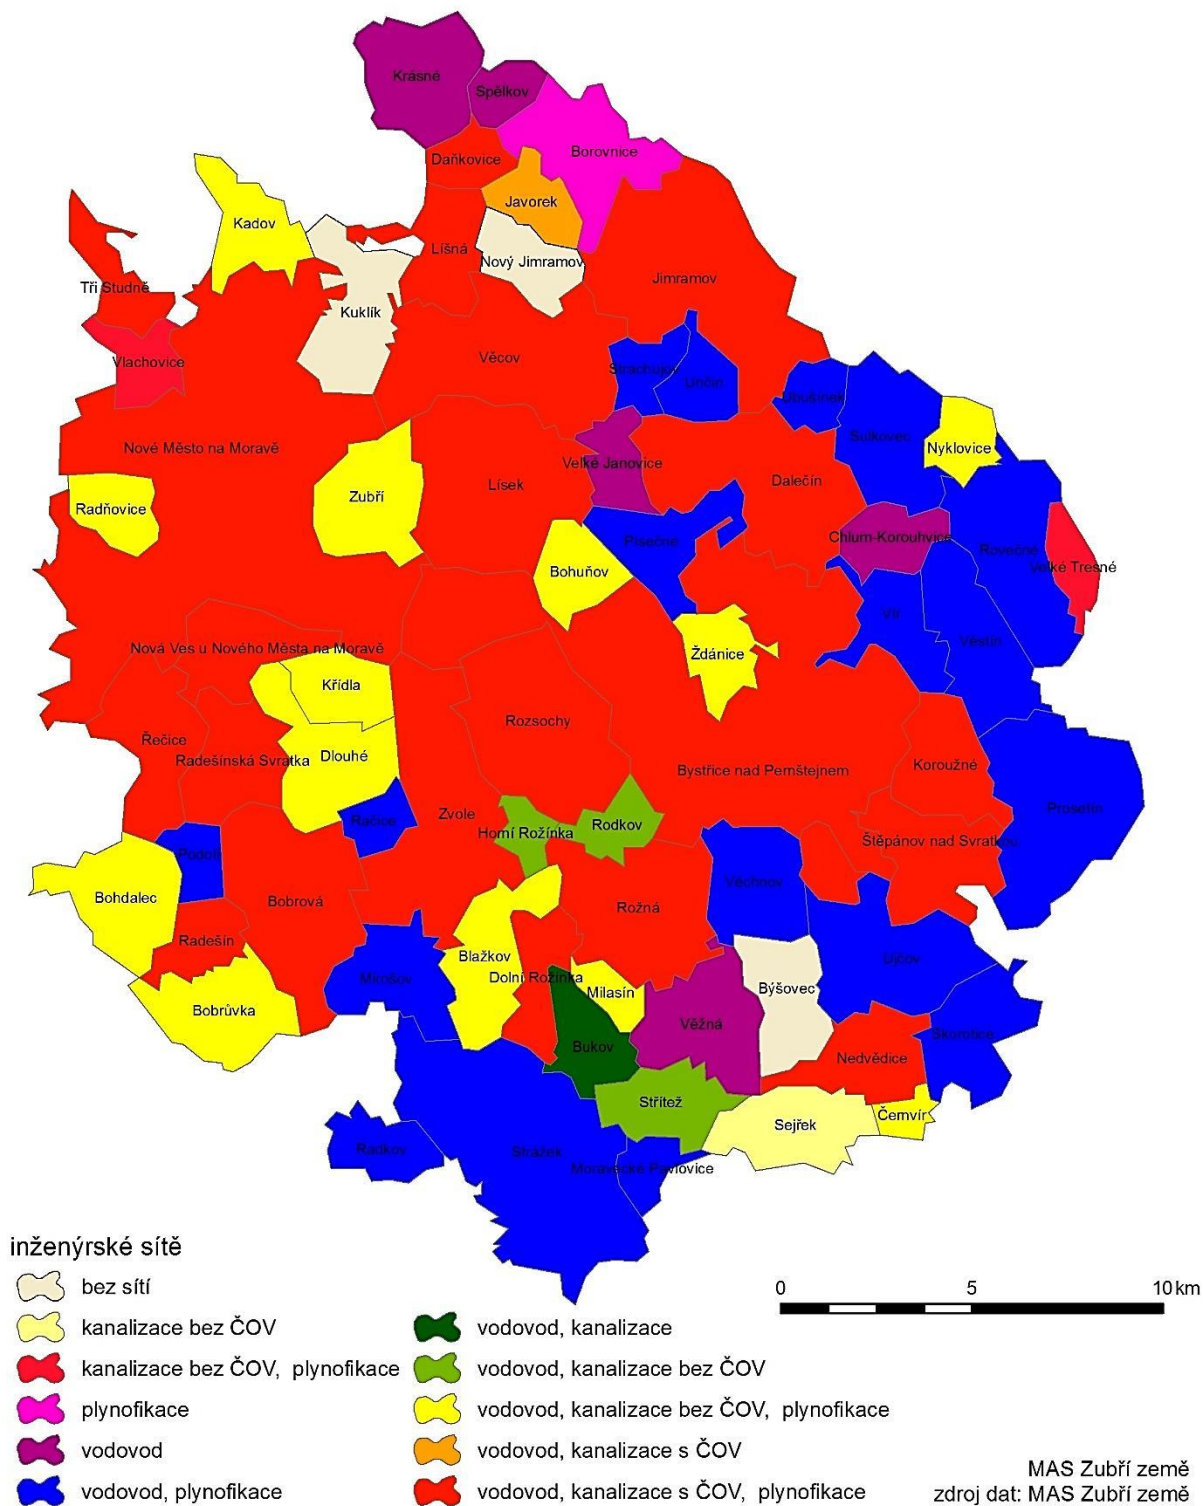 Krásné
Spělkov
Daňkovice
Borovnice
Javorek
Kadov
Líšná
Nový Jimramov
Jimramov
Tři Studně
Kuklík
Vlachovice
Věcov
Strachujov
Unčín
Ubušínek
Sulkovec
Nyklovice
Nové Město na Moravě
Velké Janovice
Zubří
Lísek
Dalečín
Radňovice
Písečné
Chlum-Korouhvice
Rovečné
Velké Tresné
Bohuňov
Vír
Věstín
Nová Ves u Nového Města na Moravě
Ždánice
Křídla
Rozsochy
Řečice
Radešínská Svratka
Dlouhé
Bystřice nad Pernštejnem
Koroužné
Prosetín
Račice
Zvole
Horní Rožínka
Rodkov
Štěpánov nad Svratkou
Podolí
Věchnov
Bohdalec
Bobrová
Rožná
Radešín
Blažkov
Ujčov
Mirošov
Dolní Rožínka
Milasín
Býšovec
Bobrůvka
Věžná
Skorotice
Bukov
Nedvědice
Střítež
Sejřek
Černvír
Radkov
Strážek
Moravecké Pavlovice
inženýrské sítě
bez sítí
kanalizace bez ČOV
kanalizace bez ČOV, plynofikace
plynofikace
vodovod
vodovod, plynofikace
vodovod, kanalizace
vodovod, kanalizace bez ČOV
vodovod, kanalizace bez ČOV, plynofikace
vodovod, kanalizace s ČOV
vodovod, kanalizace s ČOV, plynofikace
0 5 10 km
MAS Zubří země
zdroj dat: MAS Zubří země